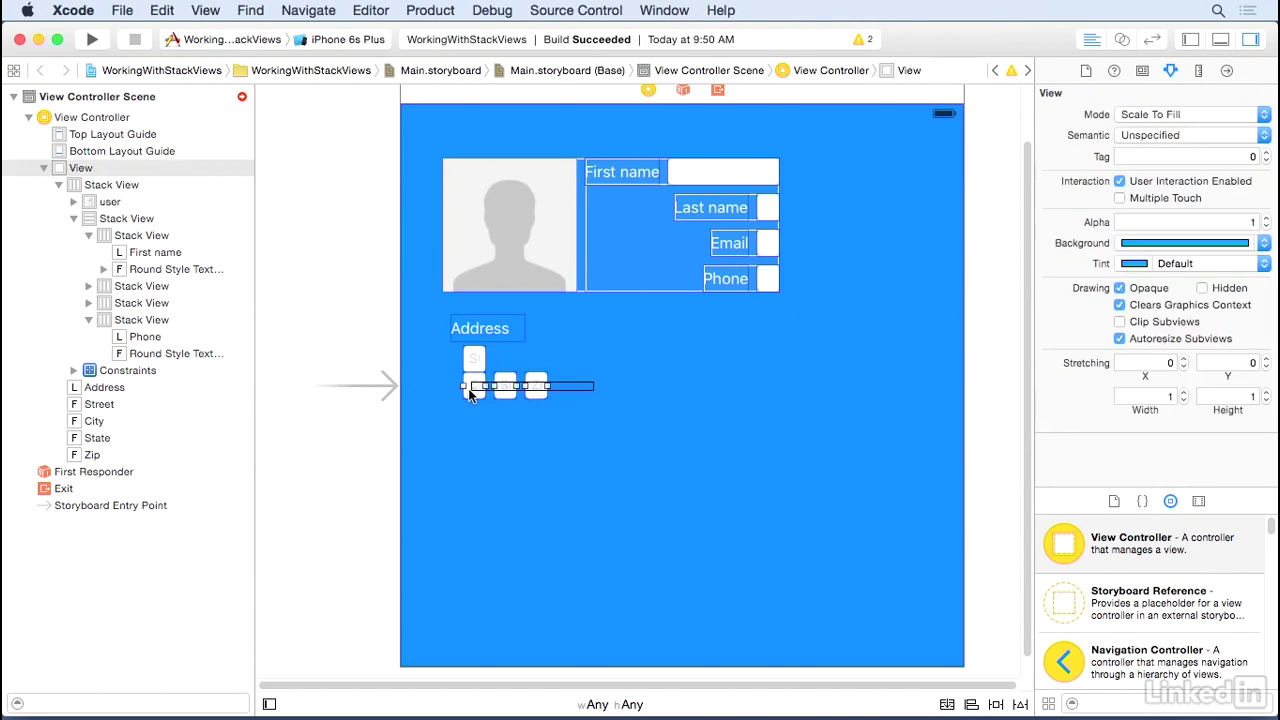 Xcode File Edit View Find Navigate Editor Product Debug Source Control Window Help
Working...ackViews iPhone 6s Plus WorkingWithStackViews Build Succeeded Today at 9:50 AM 2
WorkingWithStackViews WorkingWithStackViews Main.storyboard Main.storyboard (Base) View Controller Scene View Controller View
View Controller Scene
View Controller
Top Layout Guide
Bottom Layout Guide
View
Stack View
user
Stack View
Stack View
L First name
F Round Style Text...
Stack View
Stack View
Stack View
L Phone
F Round Style Text...
Constraints
L Address
F Street
F City
F State
F Zip
First Responder
Exit
Storyboard Entry Point
First name
Last name
Email
Phone
Address
St
wAny hAny
View
Mode Scale To Fill
Semantic Unspecified
Tag 0
Interaction User Interaction Enabled
Multiple Touch
Alpha 1
Background
Tint Default
Drawing Opaque Hidden
Clears Graphics Context
Clip Subviews
Autoresize Subviews
Stretching 0 0
X Y
1 1
Width Height
View Controller - A controller
that manages a view.
Storyboard Reference -
Provides a placeholder for a view
controller in an external storybo...
Navigation Controller - A
controller that manages navigation
through a hierarchy of views.
LinkedIn